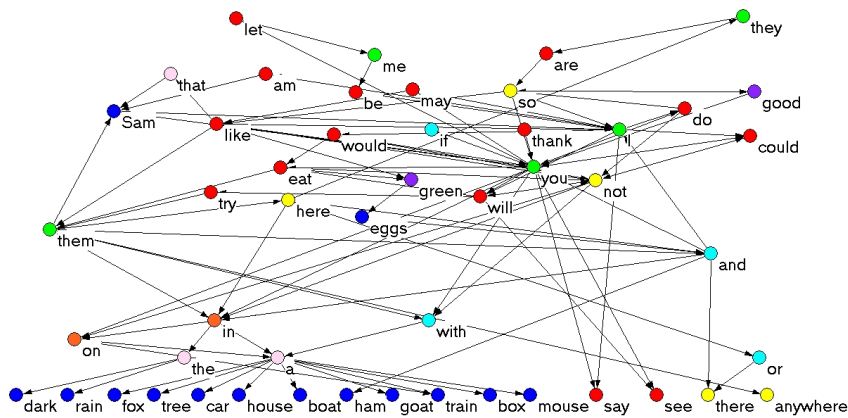 let
they
me
are
that
am
be
may
so
good
Sam
like
would
if
thank
I
do
could
eat
green
you
not
try
here
eggs
will
them
and
in
with
on
the
a
or
dark rain fox tree car house boat ham goat train box mouse say see there anywhere